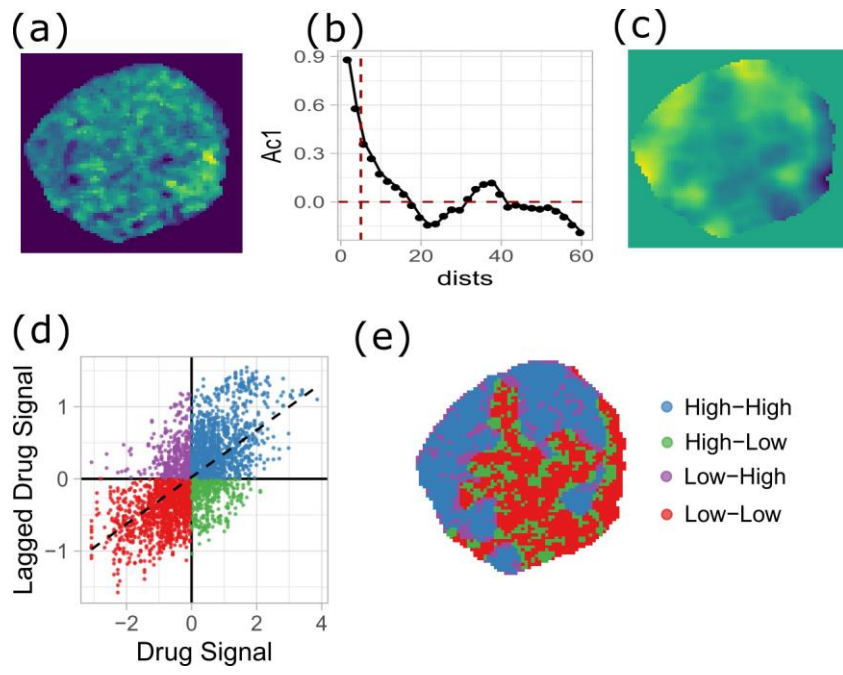 (a)
(b)
(c)
0.9
0.6
0.3
0.0
Ac1
0 20 40 60
dists
(d)
(e)
1
0
−1
Lagged Drug Signal
−2 0 2 4
Drug Signal
High−High
High−Low
Low−High
Low−Low